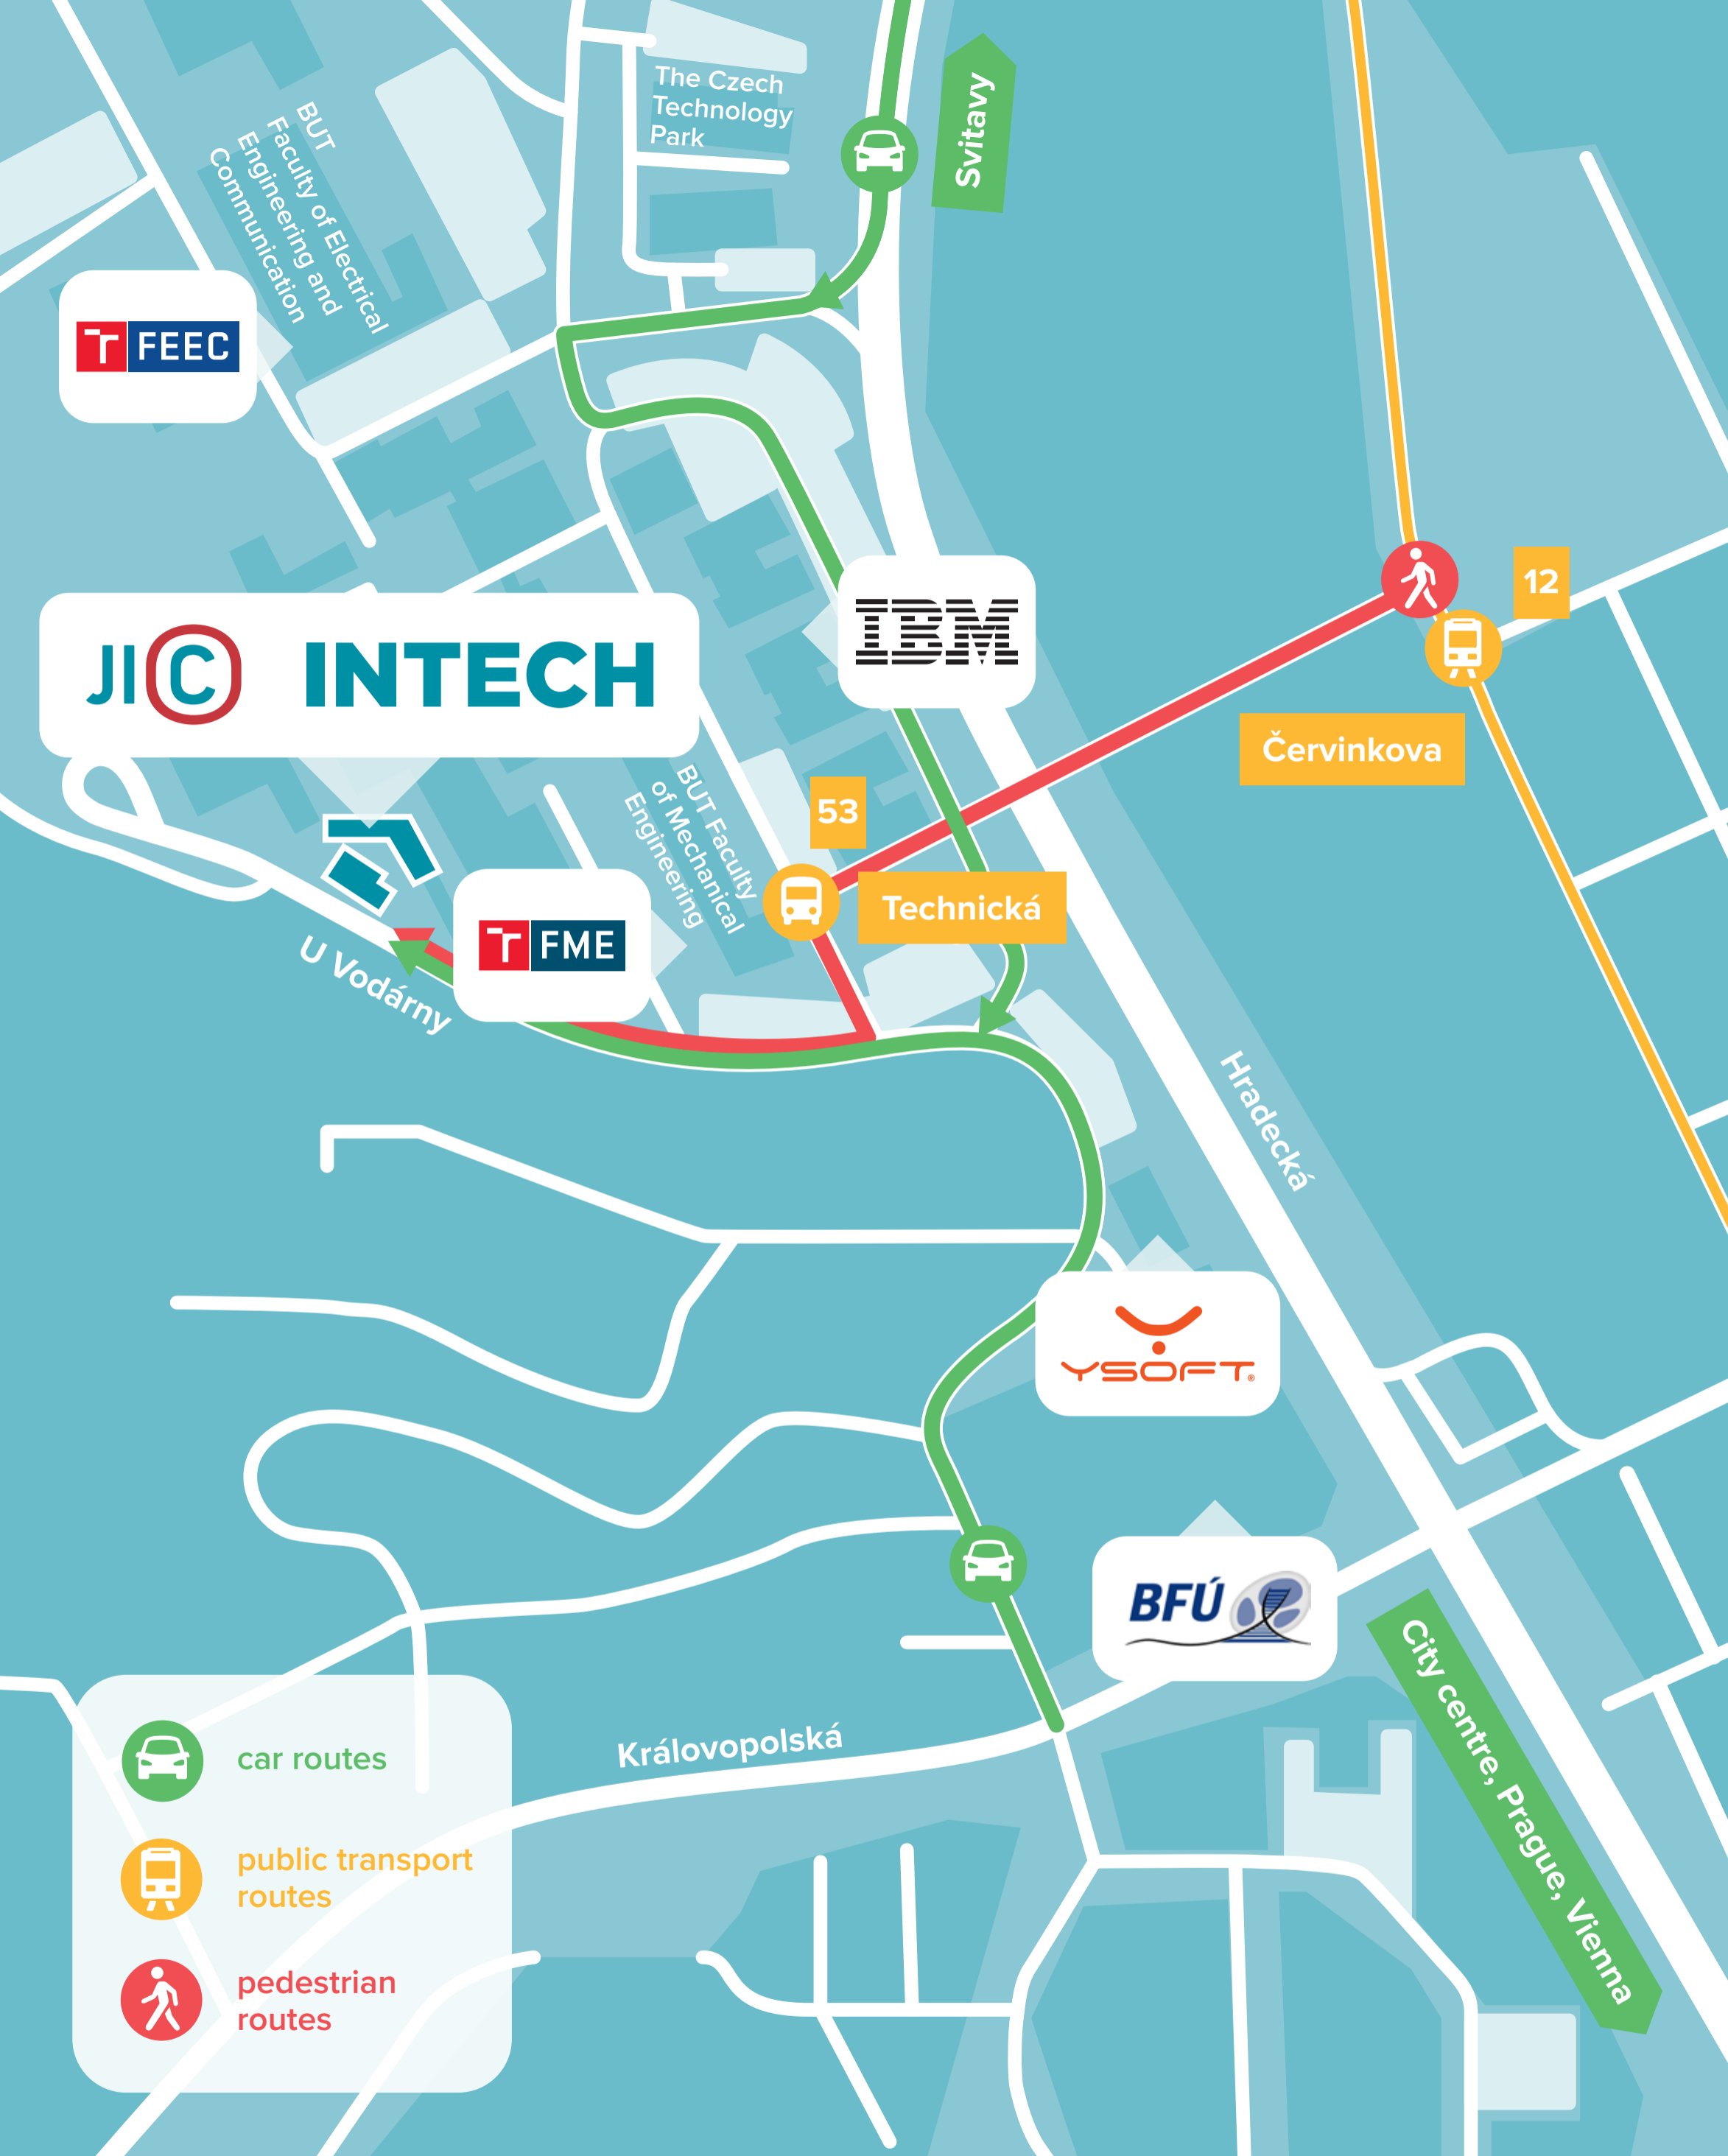 The Czech
Technology
Park
Svitavy
BUT
Faculty of Electrical
Engineering and
Communication
T FEEC
12
IBM
JIC INTECH
Červinkova
53
BUT Faculty
of Mechanical
Engineering
Technická
T FME
U Vodárny
Hradecká
YSOFT®
BFÚ
City centre, Prague, Vienna
Královopolská
car routes
public transport
routes
pedestrian
routes